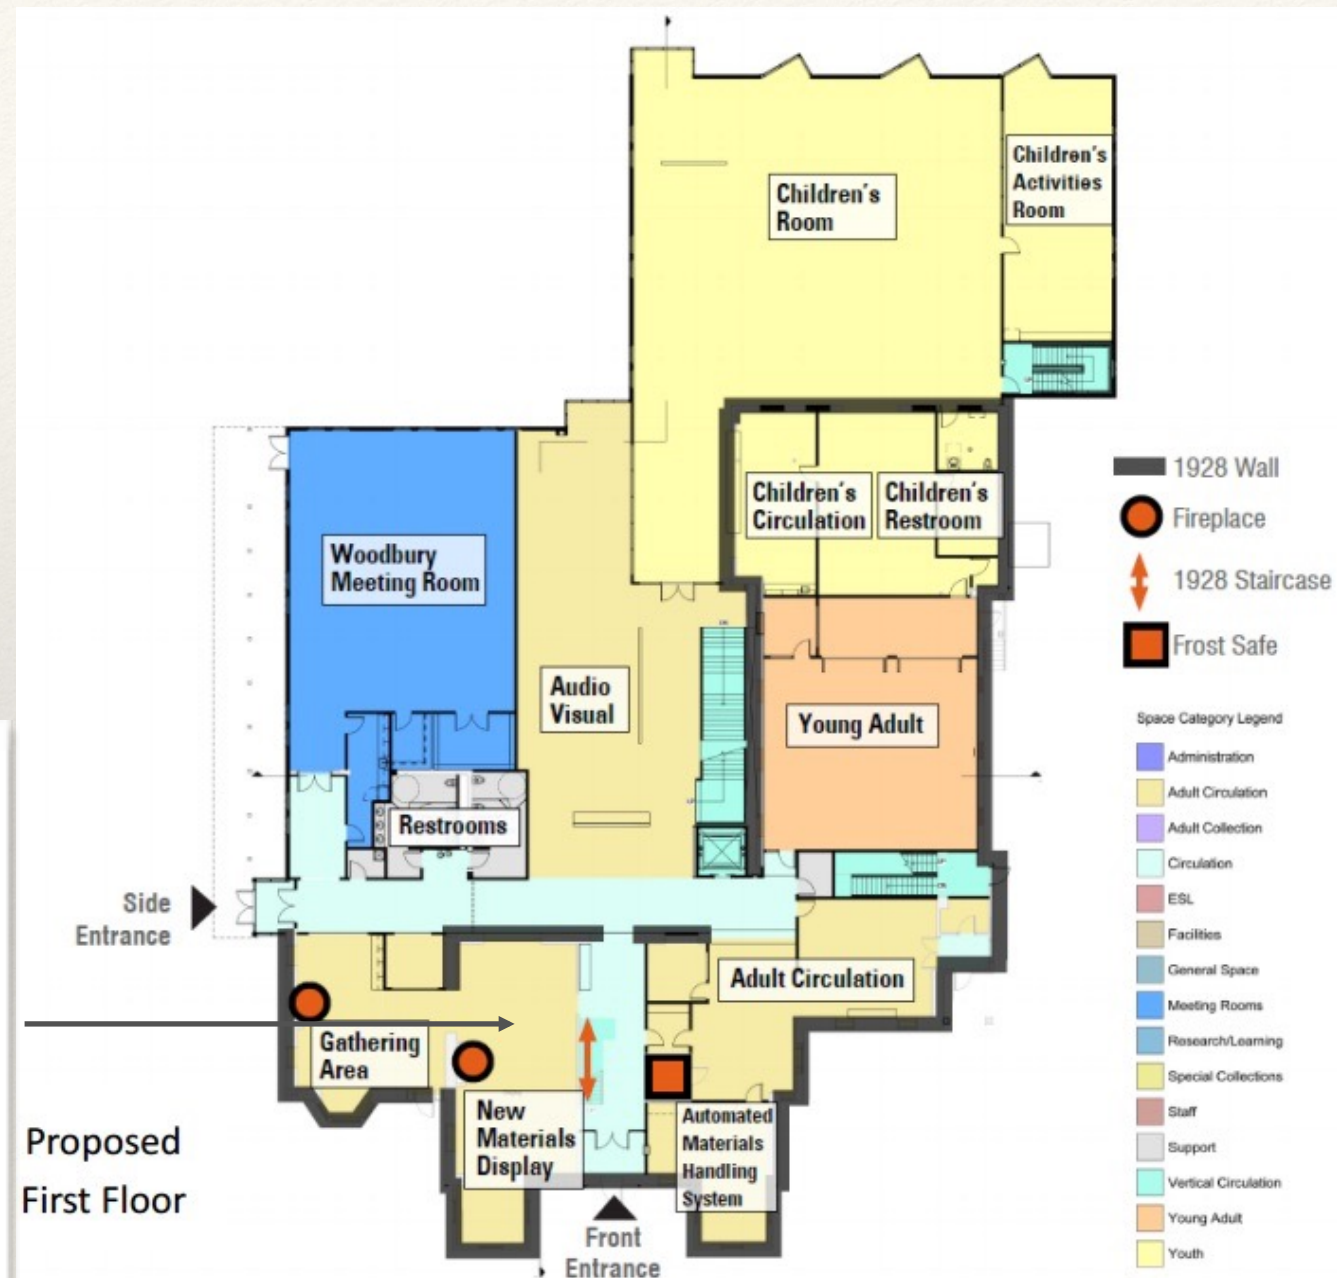 Children's
Room
Children's
Activities
Room
Children's
Circulation
Children's
Restroom
Woodbury
Meeting Room
Audio
Visual
Young Adult
Restrooms
Side
Entrance
Adult Circulation
Gathering
Area
New
Materials
Display
Automated
Materials
Handling
System
Front
Entrance
Proposed
First Floor
1928 Wall
Fireplace
1928 Staircase
Frost Safe
Space Category Legend
Administration
Adult Circulation
Adult Collection
Circulation
ESL
Facilities
General Space
Meeting Rooms
Research/Learning
Special Collections
Staff
Support
Vertical Circulation
Young Adult
Youth